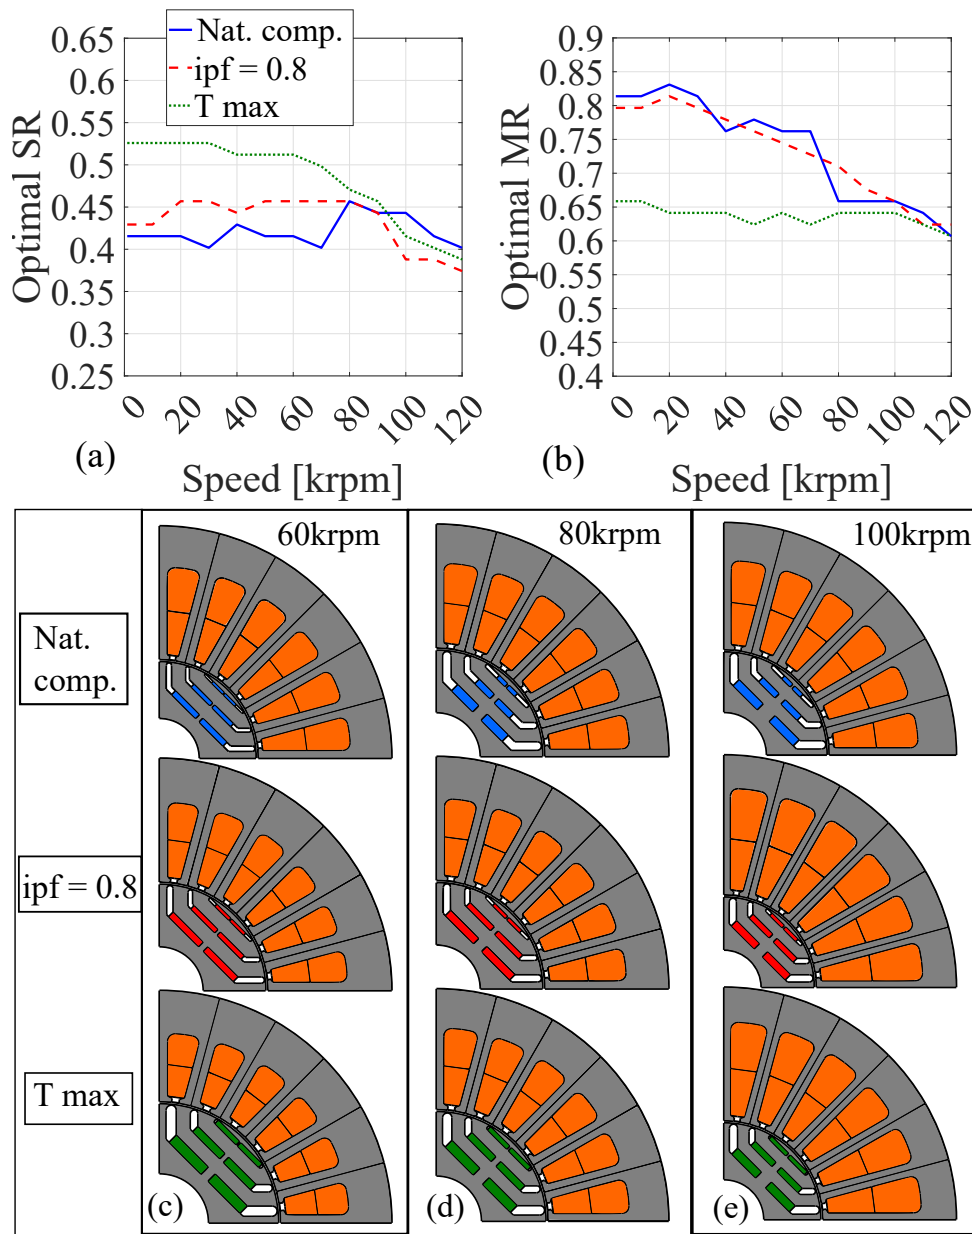 Nat. comp.
ipf = 0.8
T max
Optimal SR
0.65
0.6
0.55
0.5
0.45
0.4
0.35
0.3
0.25
0
20
40
60
80
100
120
(a)
Speed [krpm]
Optimal MR
0.9
0.85
0.8
0.75
0.7
0.65
0.6
0.55
0.5
0.45
0.4
0
20
40
60
80
100
120
(b)
Speed [krpm]
60krpm
80krpm
100krpm
Nat.
comp.
ipf = 0.8
T max
(c)
(d)
(e)